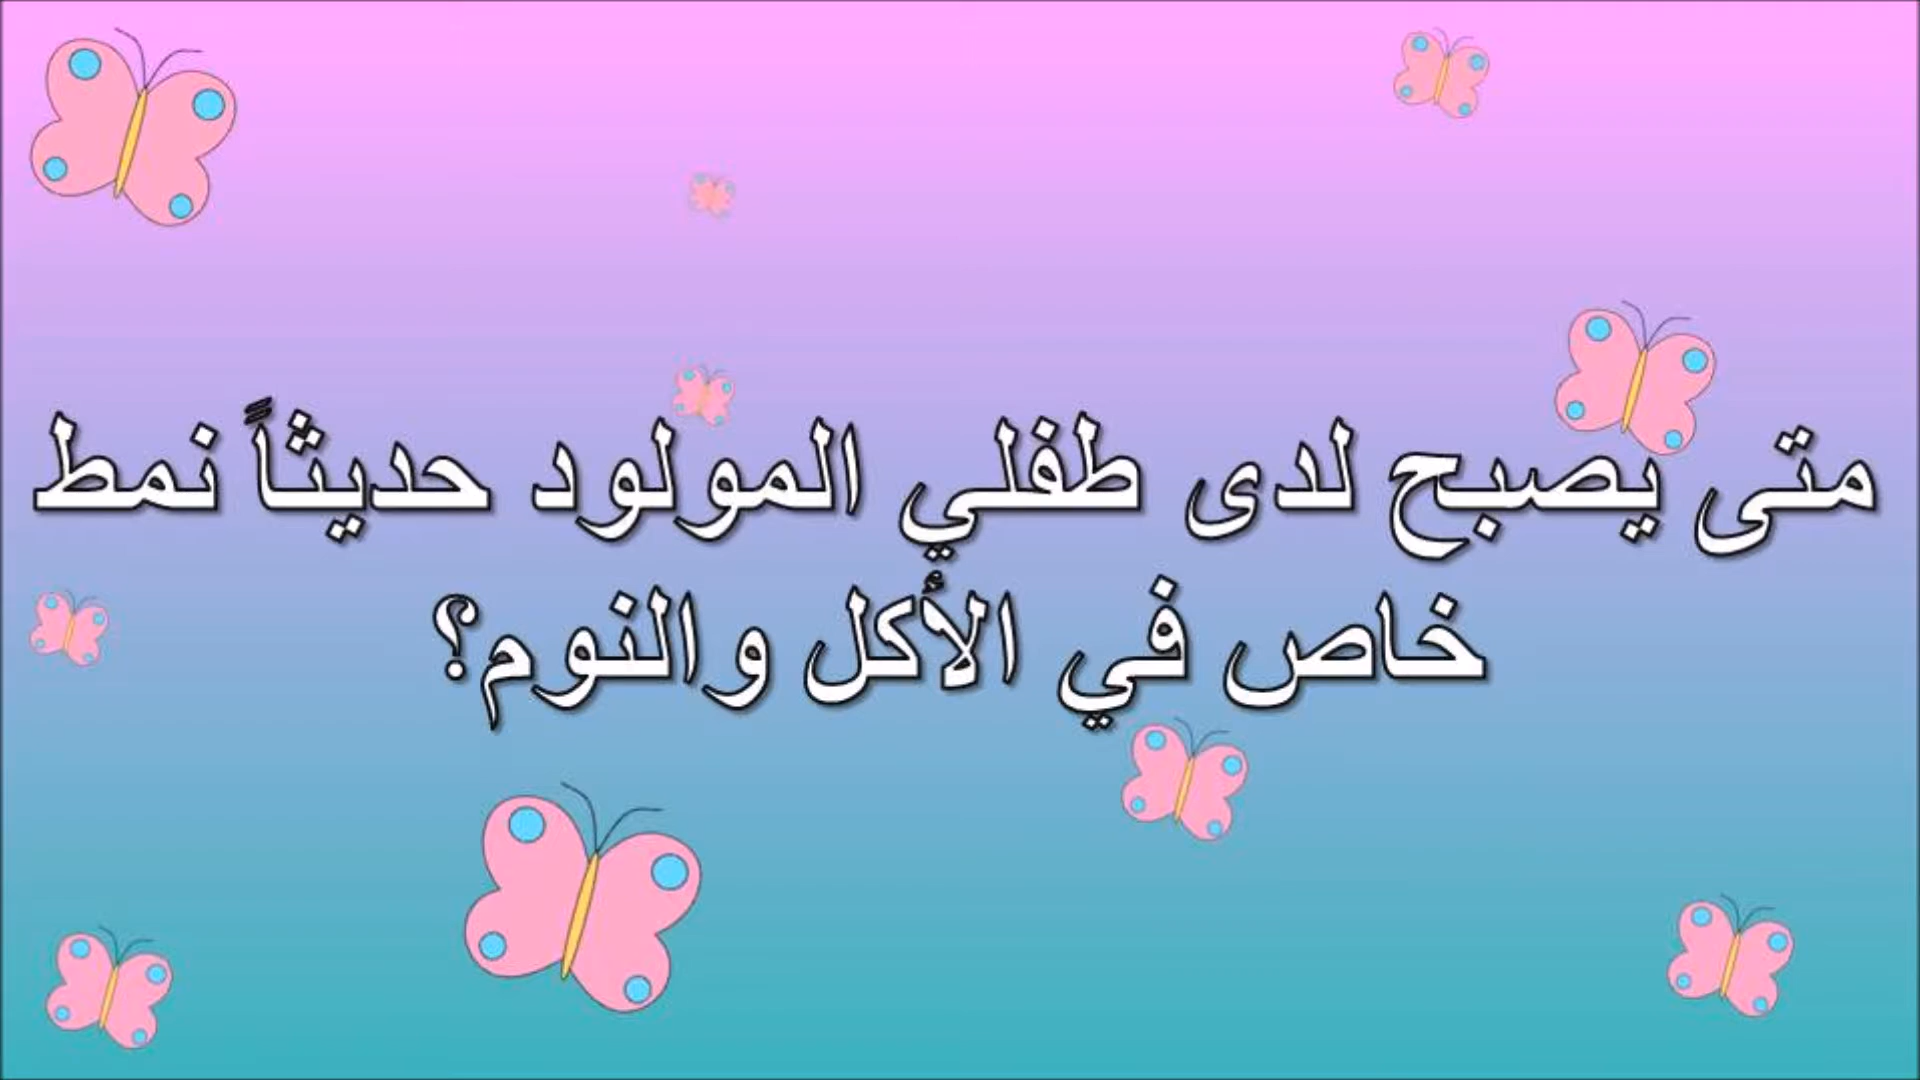 متى يصبح لدى طفلي المولود حديثاً نمط
خاص في الأكل والنوم؟